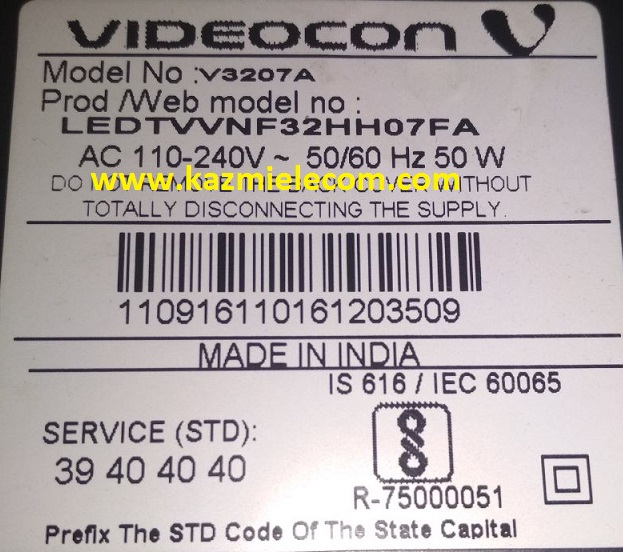 VIDEOCON
Model No :V3207A
Prod /Web model no :
LEDTVVNF32HH07FA
AC 110-240V ~ 50/60 Hz 50 W
www.kazmielecom.com
DO WITHOUT
TOTALLY DISCONNECTING THE SUPPLY.
110916110161203509
MADE IN INDIA
IS 616 / IEC 60065
SERVICE (STD):
39 40 40 40
R-75000051
Prefix The STD Code Of The State Capital